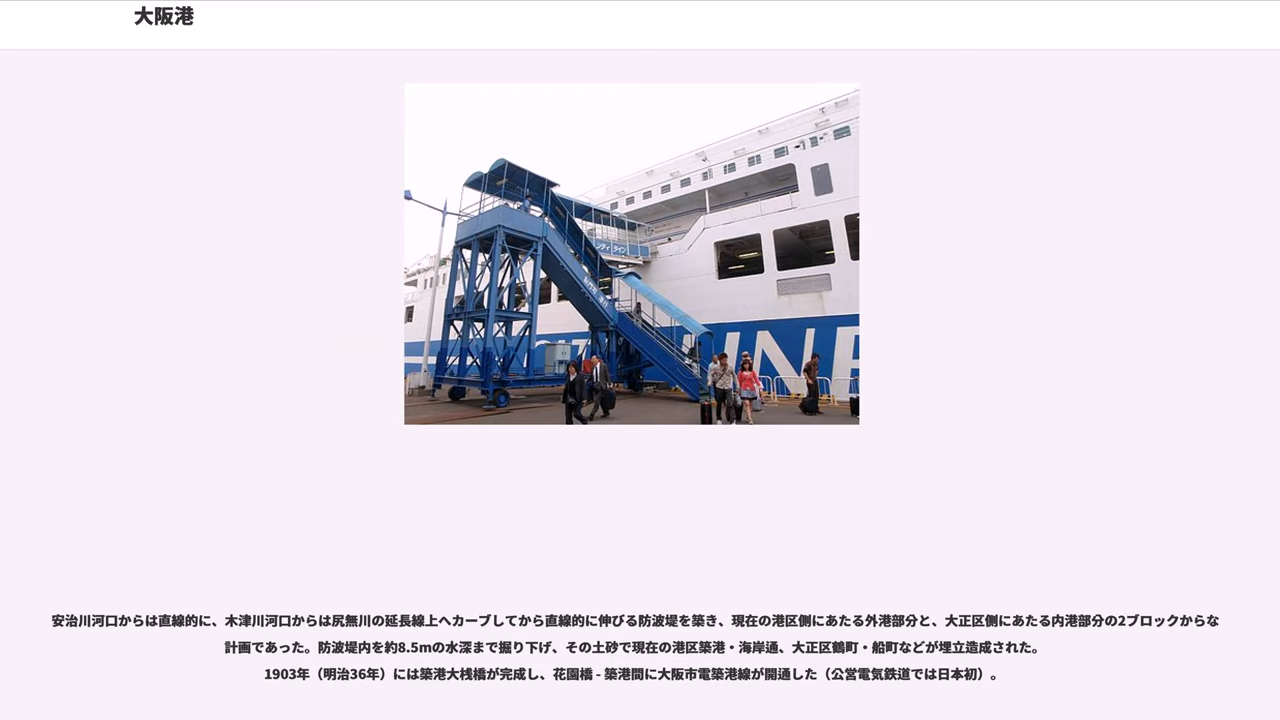 大阪港
ンディ・ライン
安治川河口からは直線的に、木津川河口からは尻無川の延長線上へカーブしてから直線的に伸びる防波堤を築き、現在の港区側にあたる外港部分と、大正区側にあたる内港部分の2ブロックからな
計画であった。防波堤内を約8.5mの水深まで掘り下げ、その土砂で現在の港区築港・海岸通、大正区鶴町・船町などが埋立造成された。
1903年（明治36年）には築港大桟橋が完成し、花園橋 - 築港間に大阪市電築港線が開通した（公営電気鉄道では日本初）。